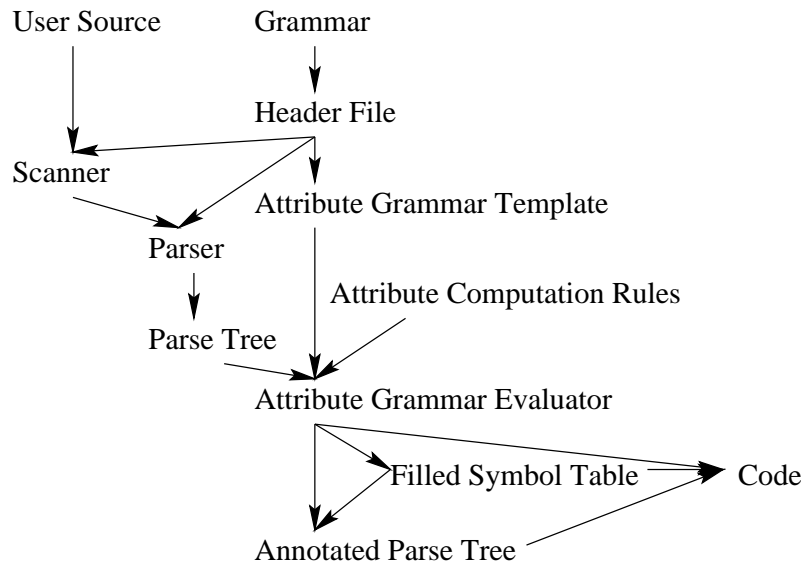 User Source
Grammar
Header File
Scanner
Attribute Grammar Template
Parser
Attribute Computation Rules
Parse Tree
Attribute Grammar Evaluator
Filled Symbol Table
Code
Annotated Parse Tree